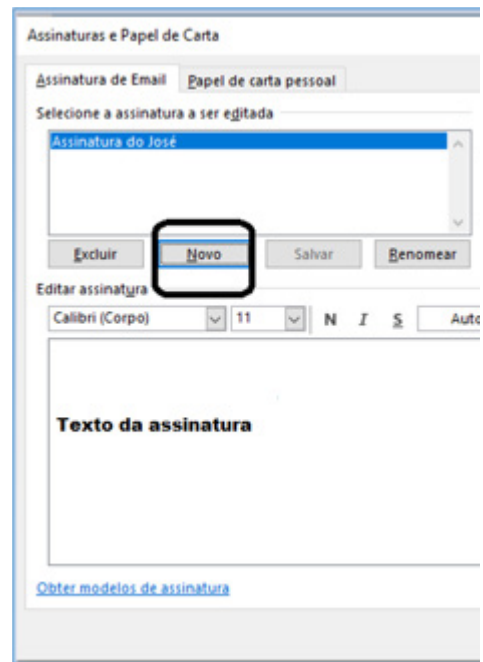 Assinaturas e Papel de Carta
Assinatura de Email Papel de carta pessoal
Selecione a assinatura a ser editada
Assinatura do José
Excluir Novo Salvar Renomear
Editar assinatura
Calibri (Corpo) 11 N I S Auto
Texto da assinatura
Obter modelos de assinatura